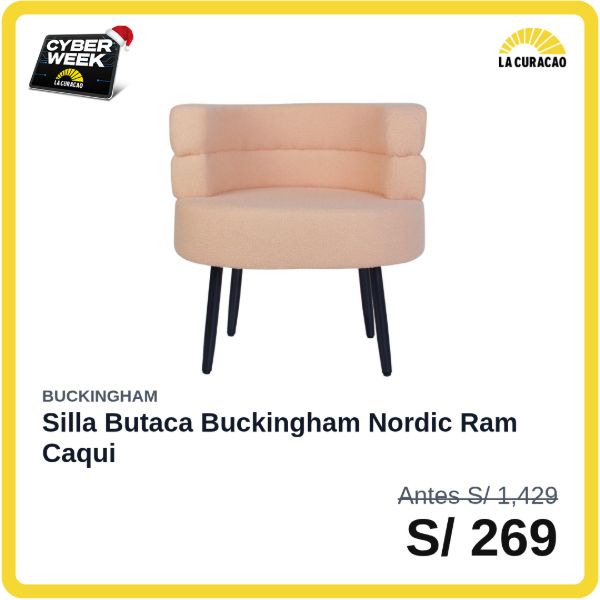 CYBER
WEEK
LA CURACAO
LA CURACAO
BUCKINGHAM
Silla Butaca Buckingham Nordic Ram
Caqui
Antes S/ 1,429
S/ 269